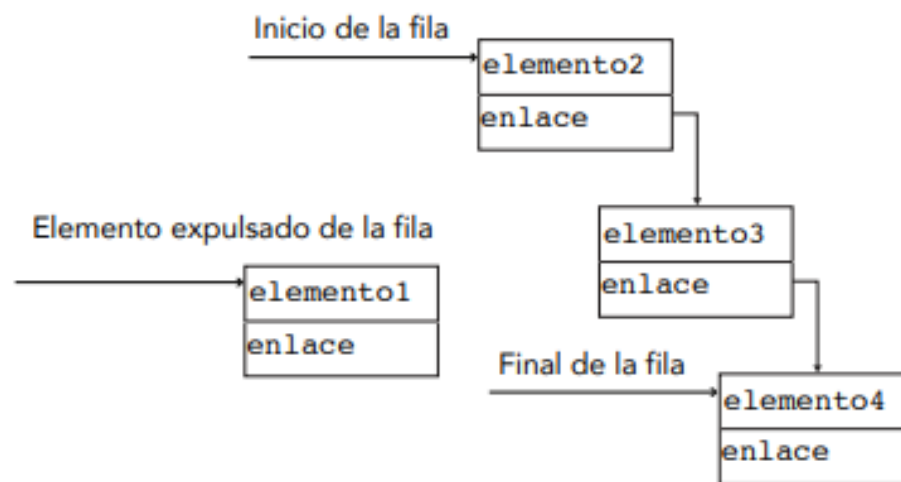 Inicio de la fila
elemento2
enlace
elemento3
enlace
Elemento expulsado de la fila
elemento1
enlace
Final de la fila
elemento4
enlace